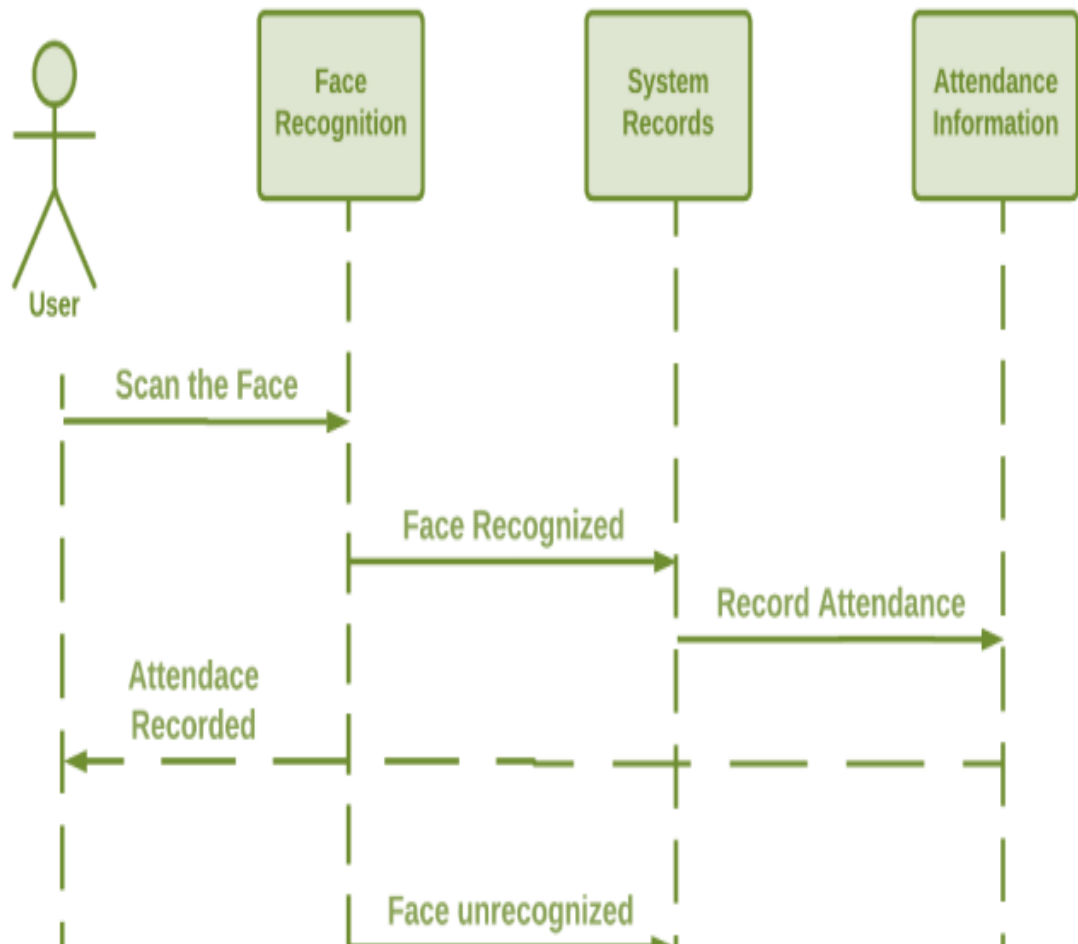 Face
Recognition
System
Records
Attendance
Information
User
Scan the Face
Face Recognized
Record Attendance
Attendace
Recorded
Face unrecognized